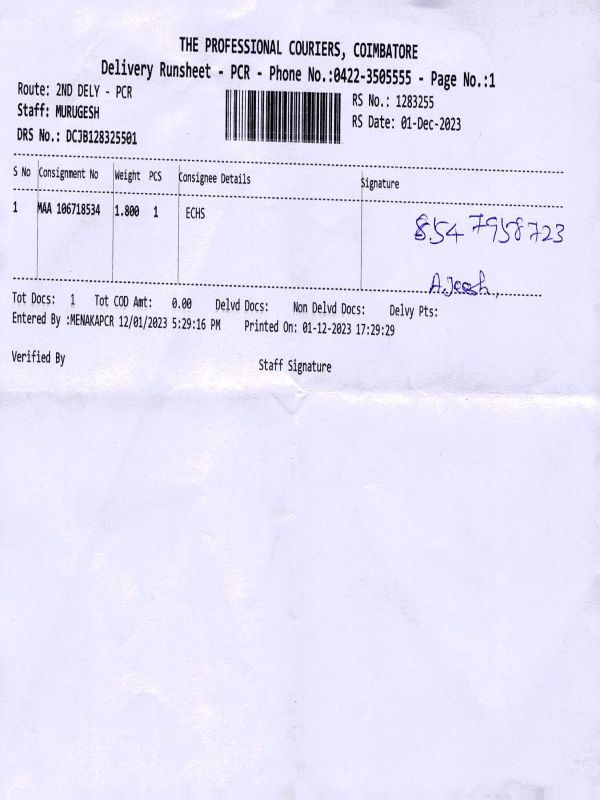 THE PROFESSIONAL COURIERS, COIMBATORE
Delivery Runsheet - PCR - Phone No.:0422-3505555 - Page No.:1
Route: 2ND DELY - PCR
Staff: MURUGESH
DRS No.: DCJB128325501
RS No.: 1283255
RS Date: 01-Dec-2023
S No Consignment No Weight PCS Consignee Details Signature
1 MAA 106718534 1.800 1 ECHS
8547958723
Tot Docs: 1 Tot COD Amt: 0.00 Delvd Docs: Non Delvd Docs: Delvy Pts:
Entered By :MENAKAPCR 12/01/2023 5:29:16 PM Printed On: 01-12-2023 17:29:29
Verified By Staff Signature